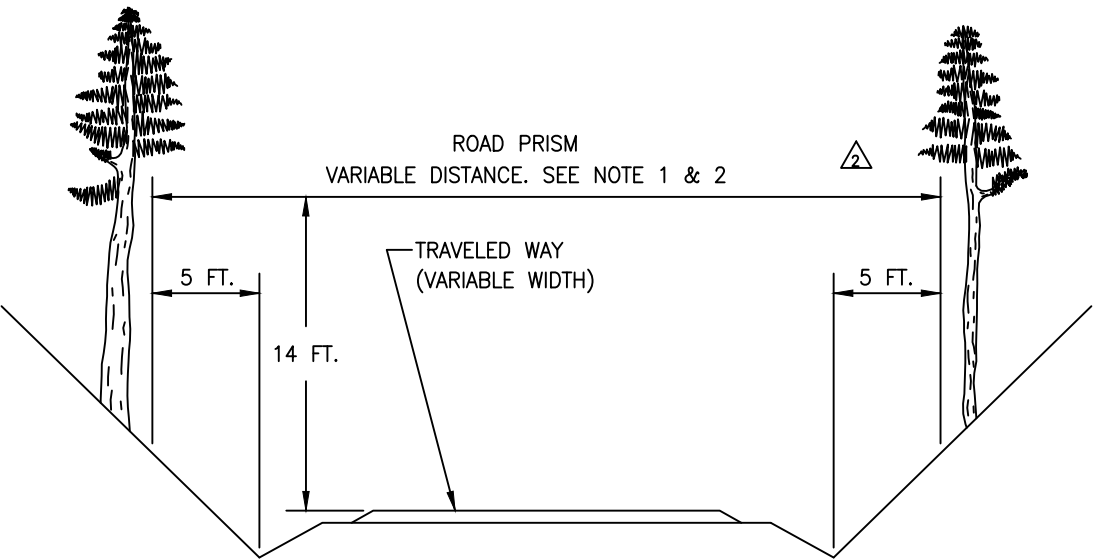 ROAD PRISM
VARIABLE DISTANCE. SEE NOTE 1 & 2
2
TRAVELED WAY
(VARIABLE WIDTH)
5 FT.
5 FT.
14 FT.